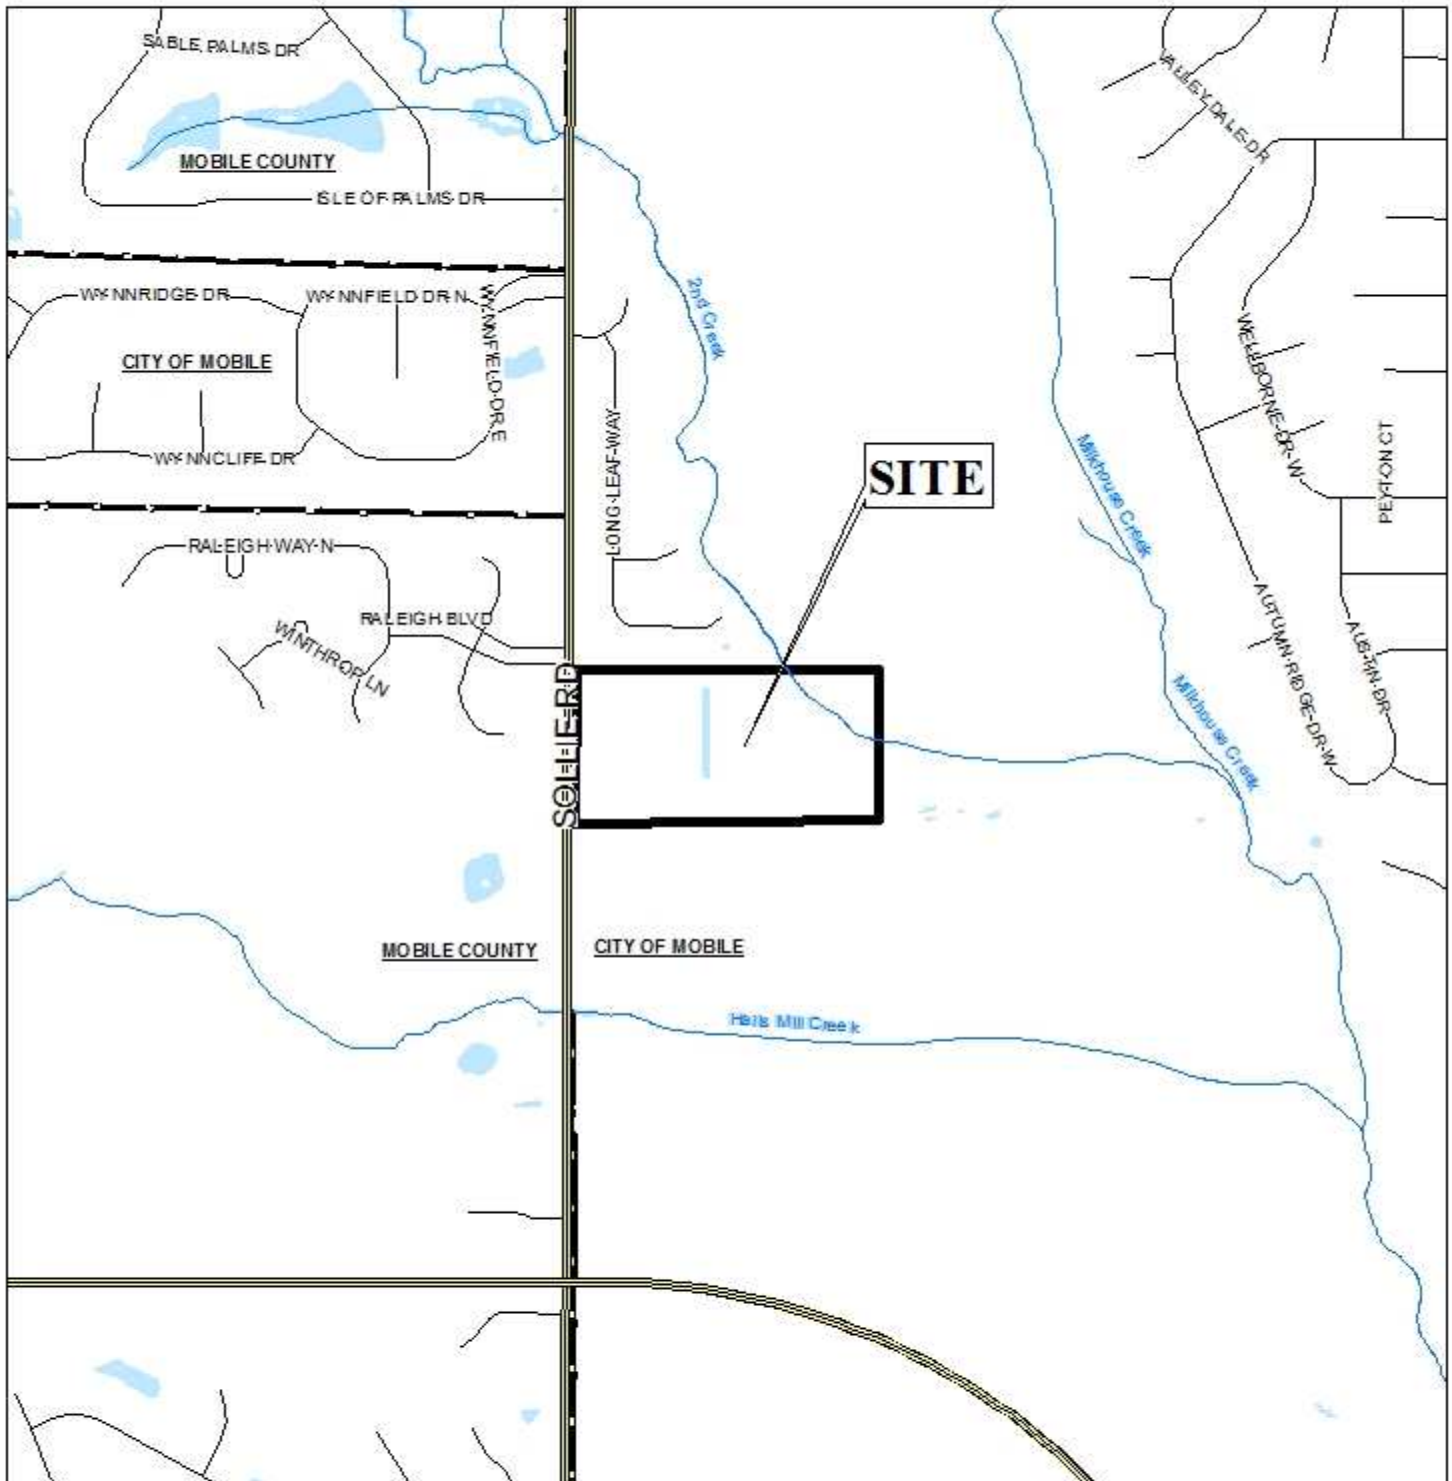 SABLE PALMS DR
VALLEY DALE DR
MOBILE COUNTY
ISLE OF PALMS DR
WYNNRIDGE DR
WYNNFIELD DR N
WYNNFIELD DR E
2nd Creek
CITY OF MOBILE
WELLBORNE DR W
WYNNCLIFF DR
LONG LEAF WAY
PEYTON CT
SITE
Milkhouse Creek
RALEIGH WAY N
RALEIGH BLVD
WINTHROP LN
AUTUMN RIDGE DR W
AUSTIN DR
SOLLIE RD
Milkhouse Creek
MOBILE COUNTY
CITY OF MOBILE
Halls Mill Creek